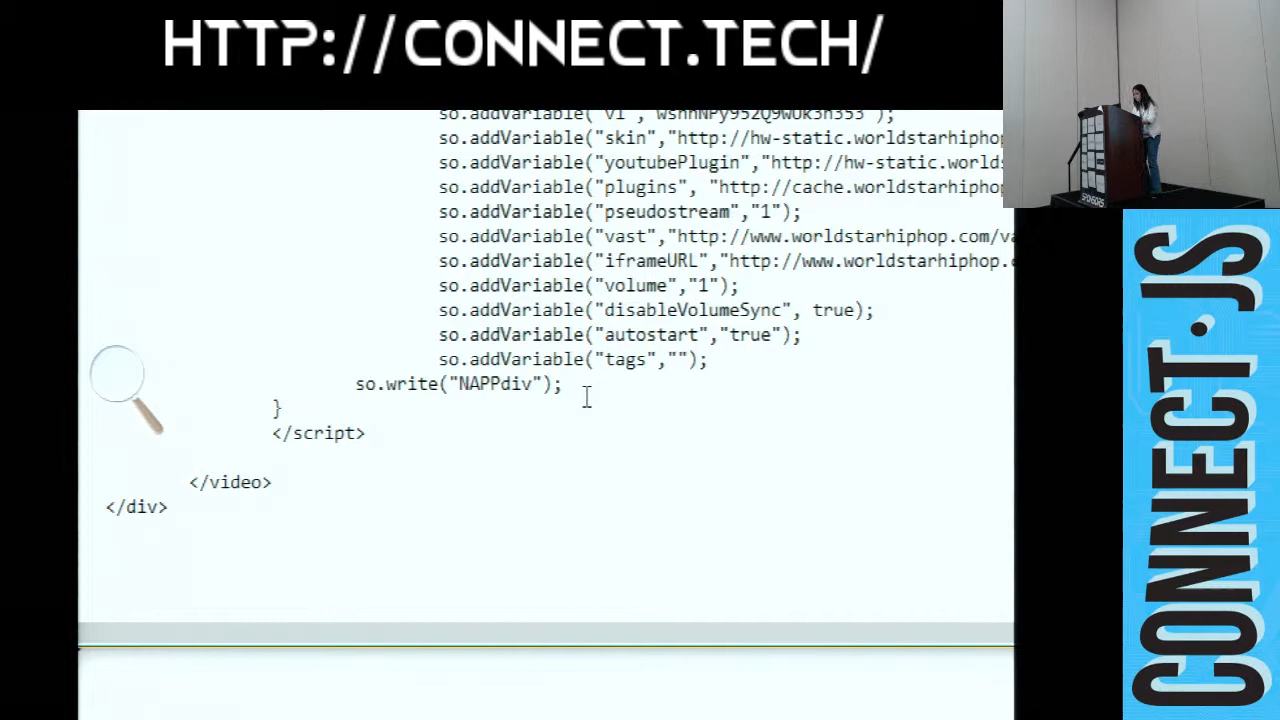 HTTP://CONNECT.TECH/
so.addVariable("skin","http://hw-static.worldstarhiphop
so.addVariable("youtubePlugin","http://hw-static.worlds
so.addVariable("plugins", "http://cache.worldstarhiphop
so.addVariable("pseudostream","1");
so.addVariable("vast","http://www.worldstarhiphop.com/va
so.addVariable("iframeURL","http://www.worldstarhiphop.
so.addVariable("volume","1");
so.addVariable("disableVolumeSync", true);
so.addVariable("autostart","true");
so.addVariable("tags","");
so.write("NAPPdiv");
}
</script>
</video>
</div>
SPONSORS
CONNECT.JS